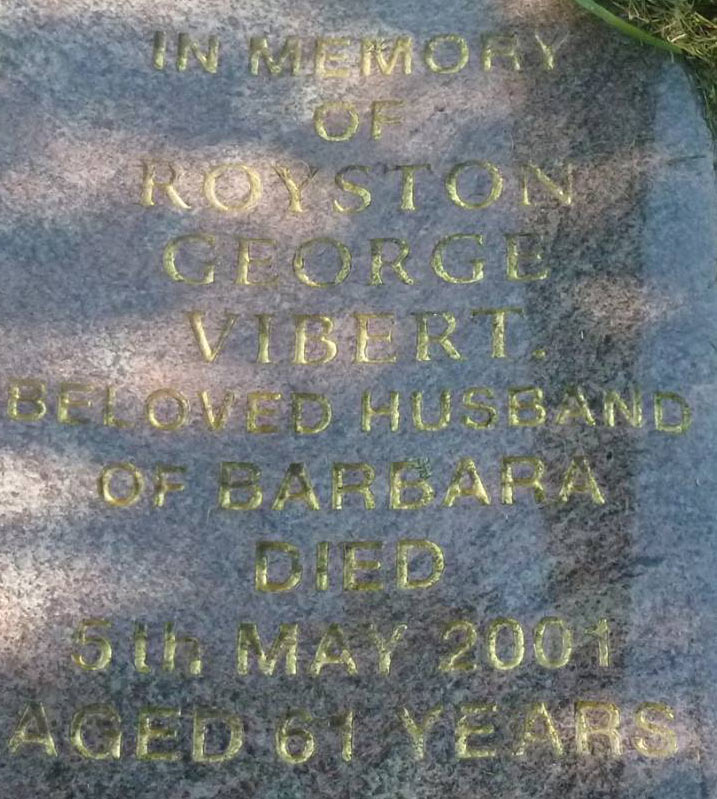 IN MEMORY
OF
ROYSTON
GEORGE
VIBERT.
BELOVED HUSBAND
OF BARBARA
DIED
5th MAY 2001
AGED 61 YEARS